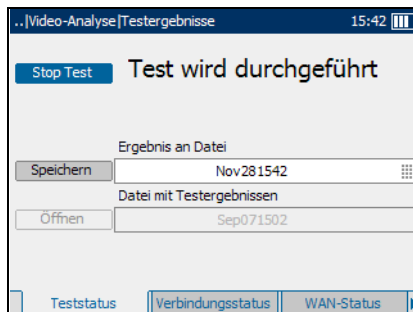 ..|Video-Analyse|Testergebnisse 15:42
Stop Test Test wird durchgeführt
Ergebnis an Datei
Speichern Nov281542
Datei mit Testergebnissen
Öffnen Sep071502
Teststatus Verbindungsstatus WAN-Status